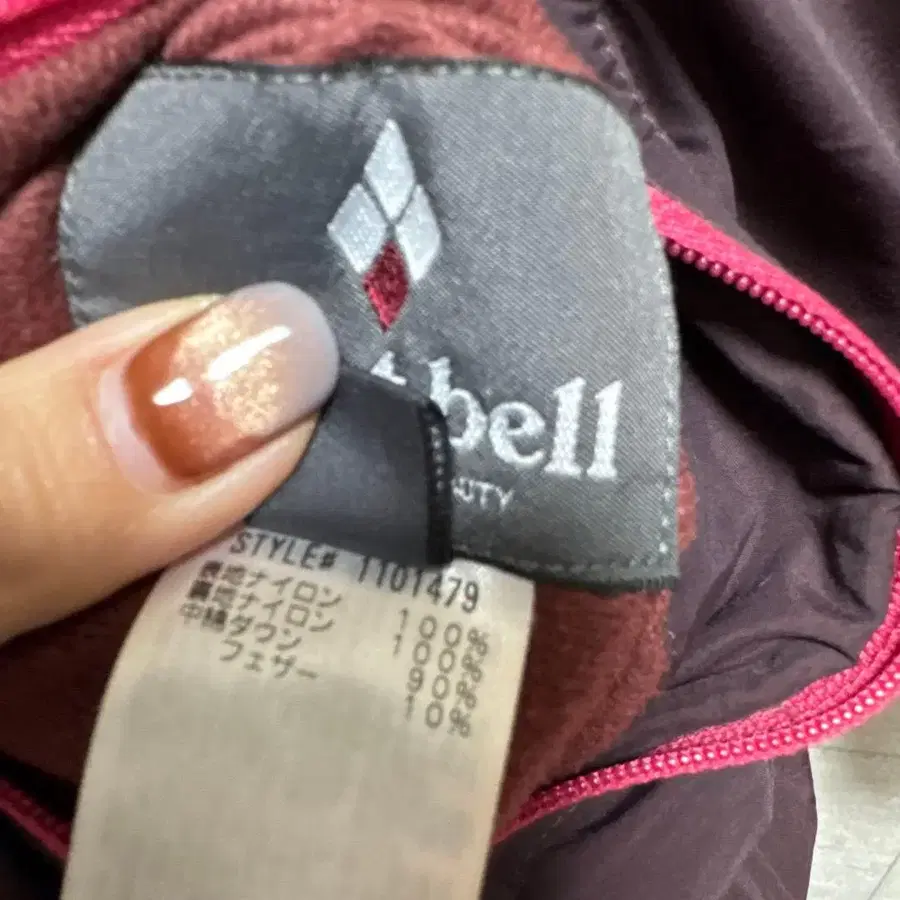 bell
STYLE# 1101479
表地ナイロン 100%
裏地ナイロン 100%
中綿ダウン 90%
フェザー 10%